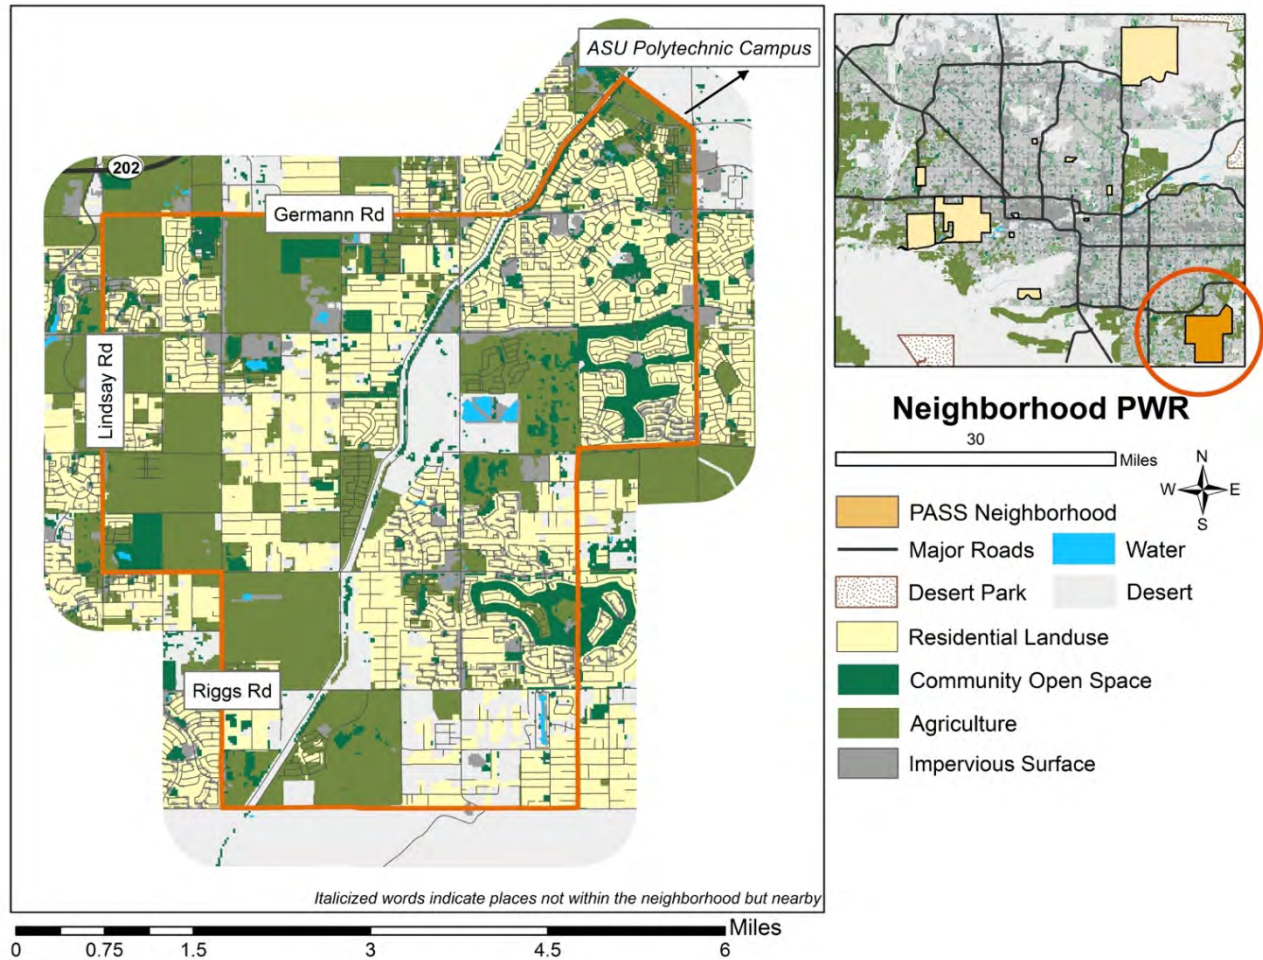 ASU Polytechnic Campus
202
Germann Rd
Lindsay Rd
Riggs Rd
Italicized words indicate places not within the neighborhood but nearby
Miles
0 0.75 1.5 3 4.5 6
Neighborhood PWR
30
Miles
N
W E
S
PASS Neighborhood
Major Roads Water
Desert Park Desert
Residential Landuse
Community Open Space
Agriculture
Impervious Surface